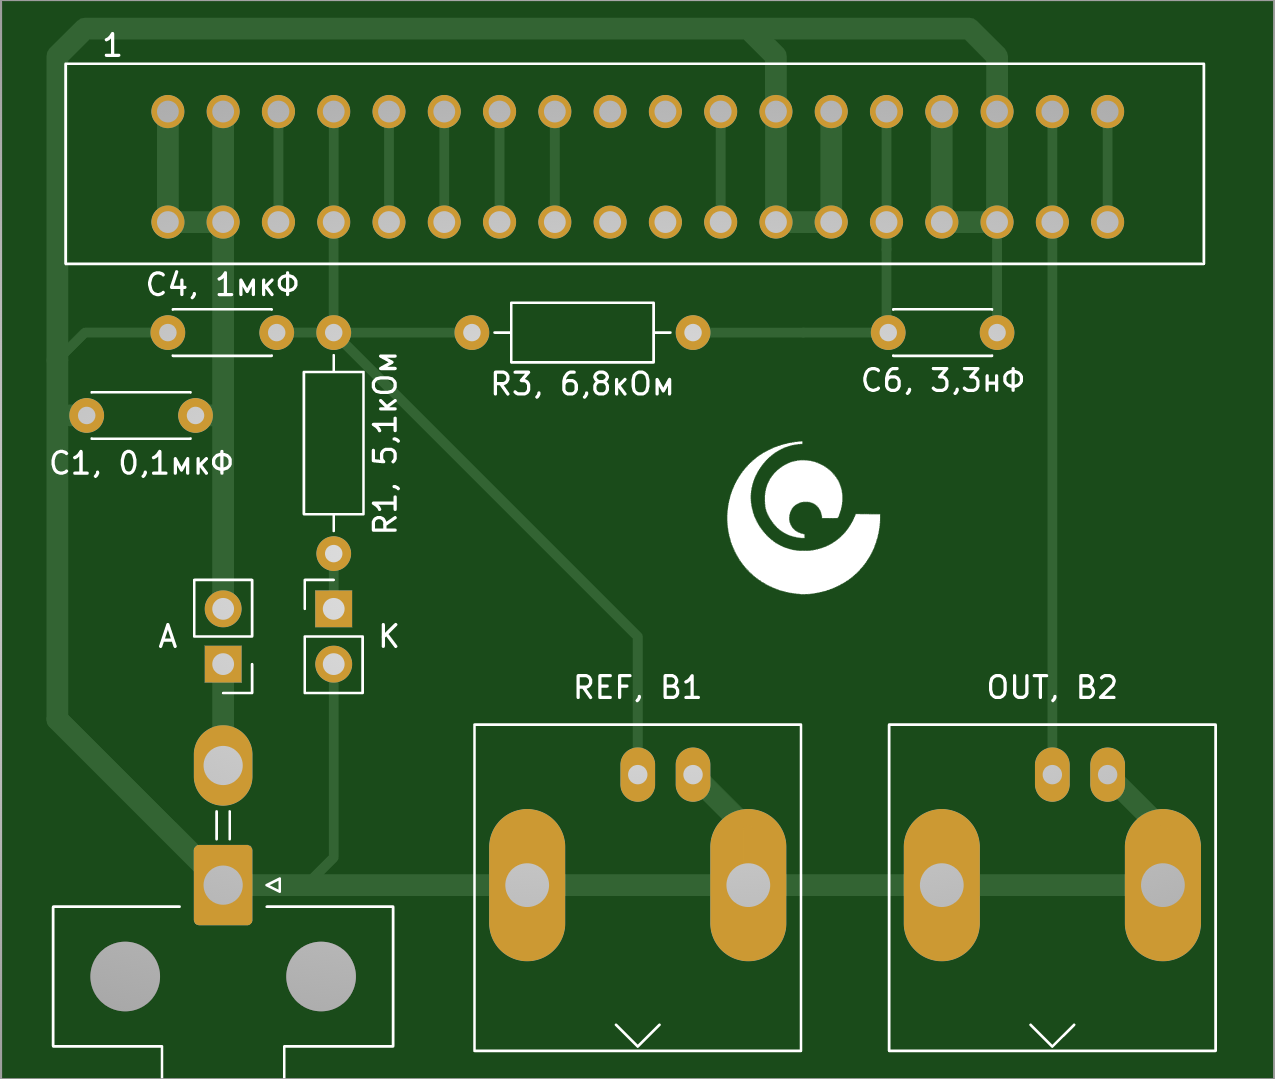 1
C4, 1мкФ
R3, 6,8кОм
C6, 3,3нФ
R1, 5,1кОм
C1, 0,1мкФ
A
K
REF, B1
OUT, B2